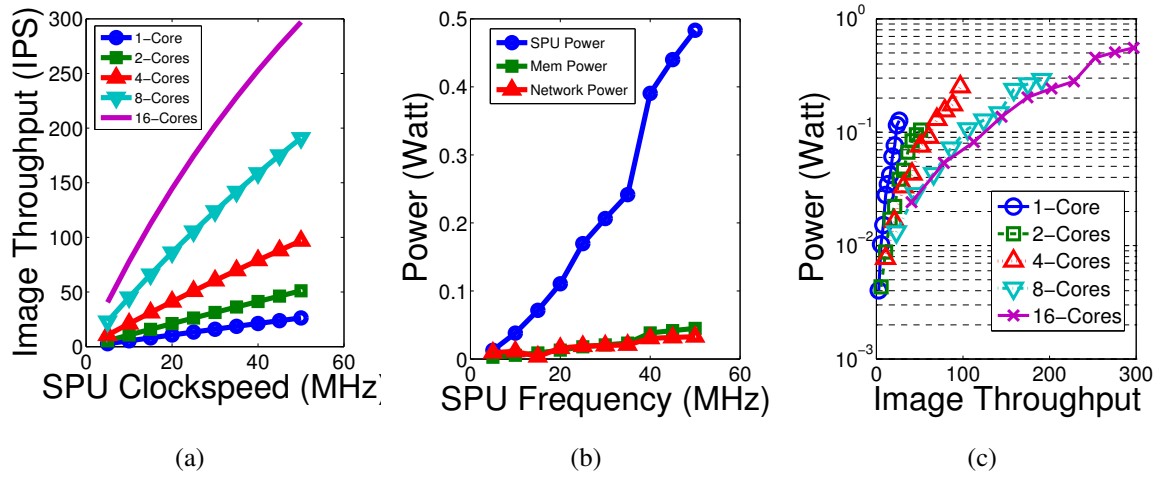 Image Throughput (IPS)
300
250
200
150
100
50
0
0
20
40
60
SPU Clockspeed (MHz)
1−Core
2−Cores
4−Cores
8−Cores
16−Cores
(a)
Power (Watt)
0.5
0.4
0.3
0.2
0.1
0
0
20
40
60
SPU Frequency (MHz)
SPU Power
Mem Power
Network Power
(b)
Power (Watt)
10^0
10^−1
10^−2
10^−3
0
100
200
300
Image Throughput
1−Core
2−Cores
4−Cores
8−Cores
16−Cores
(c)